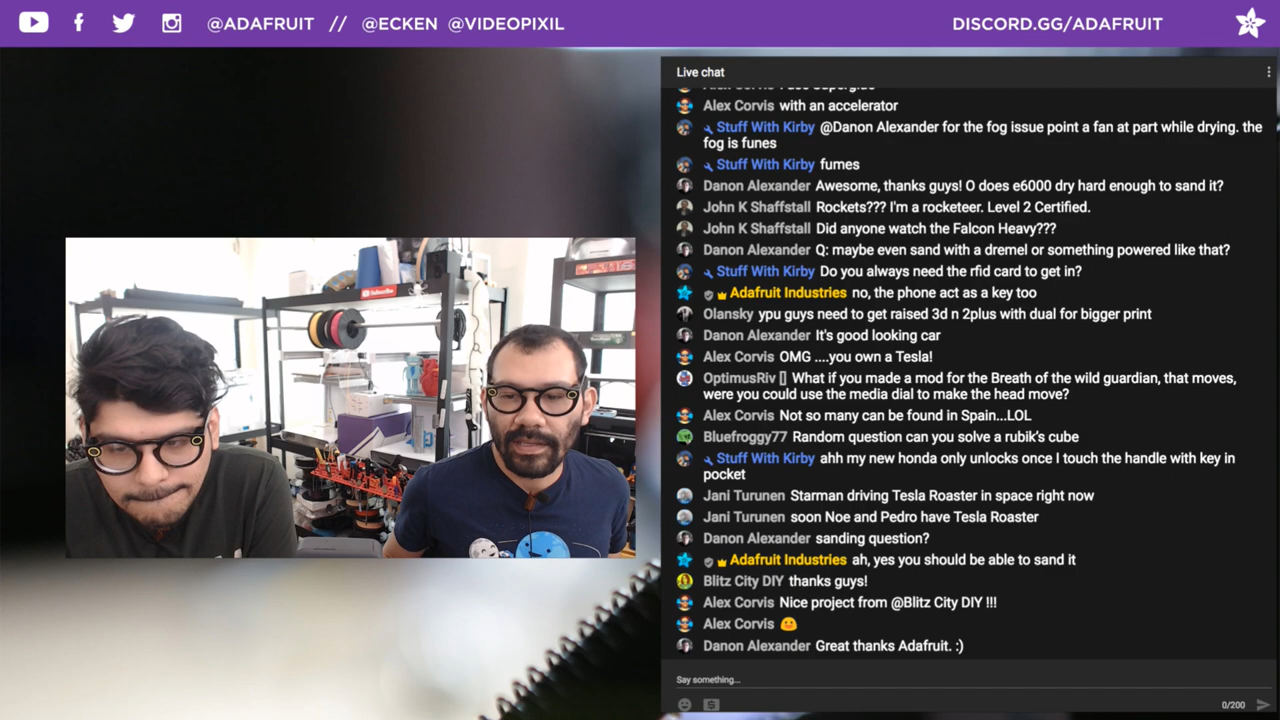 @ADAFRUIT // @ECKEN @VIDEOPIXIL
DISCORD.GG/ADAFRUIT
Live chat
Alex Corvis with an accelerator
Stuff With Kirby @Danon Alexander for the fog issue point a fan at part while drying. the
fog is funes
Stuff With Kirby fumes
Danon Alexander Awesome, thanks guys! O does e6000 dry hard enough to sand it?
John K Shaffstall Rockets??? I'm a rocketeer. Level 2 Certified.
John K Shaffstall Did anyone watch the Falcon Heavy???
Danon Alexander Q: maybe even sand with a dremel or something powered like that?
Stuff With Kirby Do you always need the rfid card to get in?
Adafruit Industries no, the phone act as a key too
Olansky ypu guys need to get raised 3d n 2plus with dual for bigger print
Danon Alexander It's good looking car
Alex Corvis OMG ....you own a Tesla!
OptimusRiv [] What if you made a mod for the Breath of the wild guardian, that moves,
were you could use the media dial to make the head move?
Alex Corvis Not so many can be found in Spain...LOL
Bluefroggy77 Random question can you solve a rubik's cube
Stuff With Kirby ahh my new honda only unlocks once I touch the handle with key in
pocket
Jani Turunen Starman driving Tesla Roaster in space right now
Jani Turunen soon Noe and Pedro have Tesla Roaster
Danon Alexander sanding question?
Adafruit Industries ah, yes you should be able to sand it
Blitz City DIY thanks guys!
Alex Corvis Nice project from @Blitz City DIY !!!
Alex Corvis
Danon Alexander Great thanks Adafruit. :)
Say something...
0/200
Subscribe